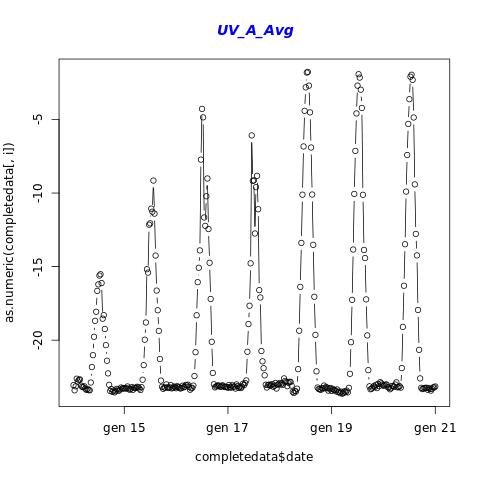 UV_A_Avg
as.numeric(completedata[, i])
-5
-10
-15
-20
gen 15
gen 17
gen 19
gen 21
completedata$date